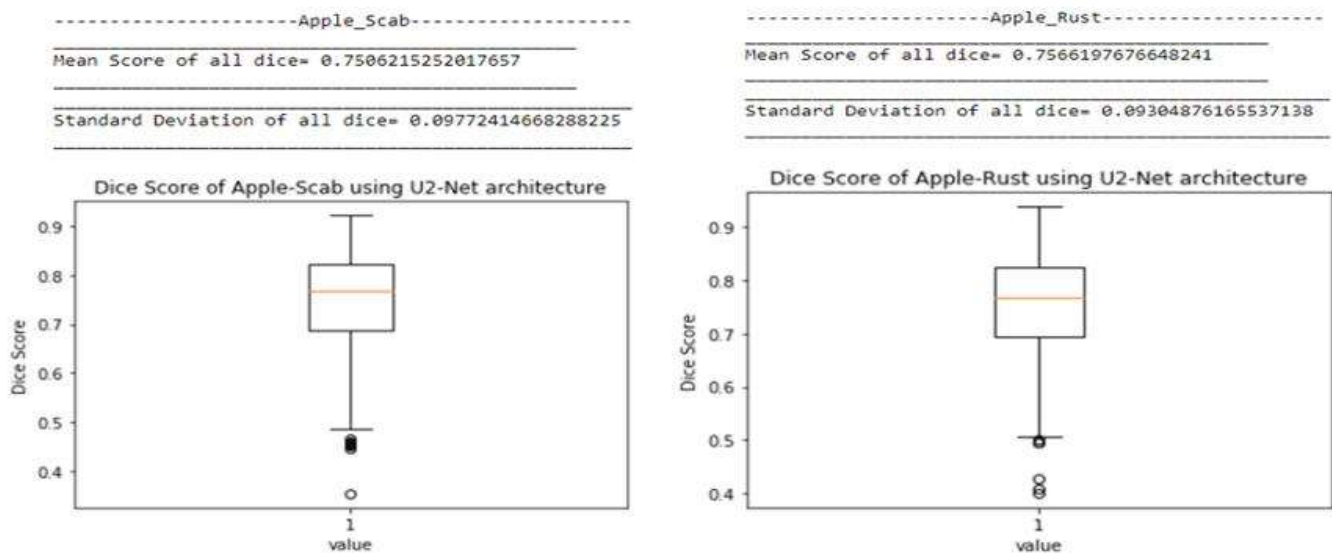 -----------------------Apple_Scab---------------------
Mean Score of all dice= 0.7506215252017657
Standard Deviation of all dice= 0.09772414668288225
Dice Score of Apple-Scab using U2-Net architecture
Dice Score
0.9
0.8
0.7
0.6
0.5
0.4
1
value
-----------------------Apple_Rust---------------------
Mean Score of all dice= 0.7566197676648241
Standard Deviation of all dice= 0.09304876165537138
Dice Score of Apple-Rust using U2-Net architecture
Dice Score
0.9
0.8
0.7
0.6
0.5
0.4
1
value